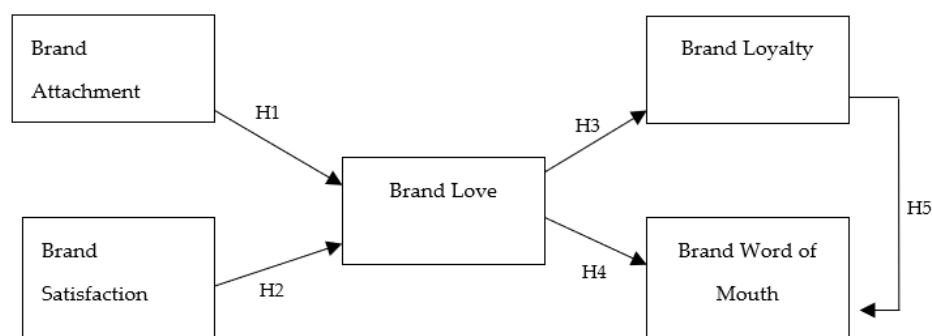 Brand
Attachment
H1
Brand Loyalty
H3
Brand Love
H5
Brand
Satisfaction
H2
H4
Brand Word of
Mouth